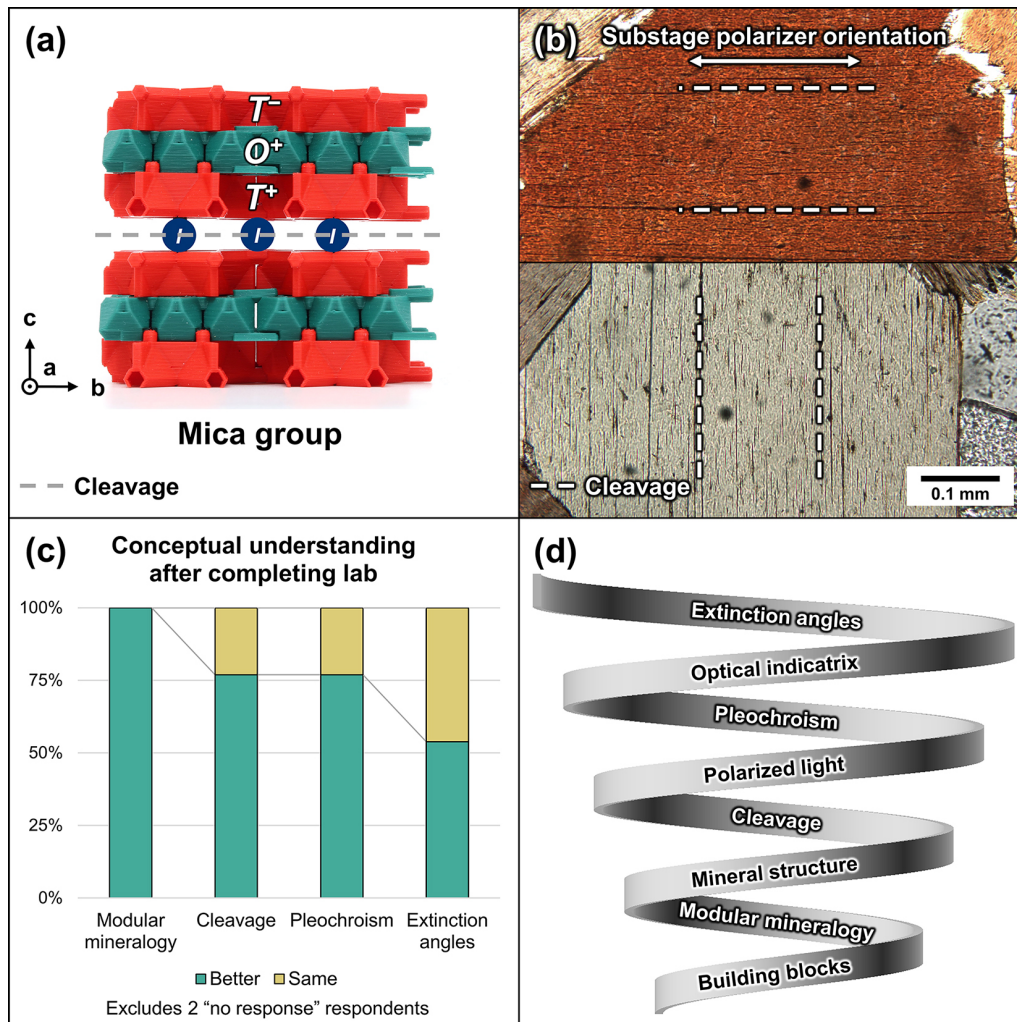 (a)
T⁻
O⁺
T⁺
I I I
c
a
b
Mica group
Cleavage
(b)
Substage polarizer orientation
Cleavage
0.1 mm
(c)
Conceptual understanding
after completing lab
100%
75%
50%
25%
0%
Modular
mineralogy
Cleavage
Pleochroism
Extinction
angles
Better
Same
Excludes 2 “no response” respondents
(d)
Extinction angles
Optical indicatrix
Pleochroism
Polarized light
Cleavage
Mineral structure
Modular mineralogy
Building blocks